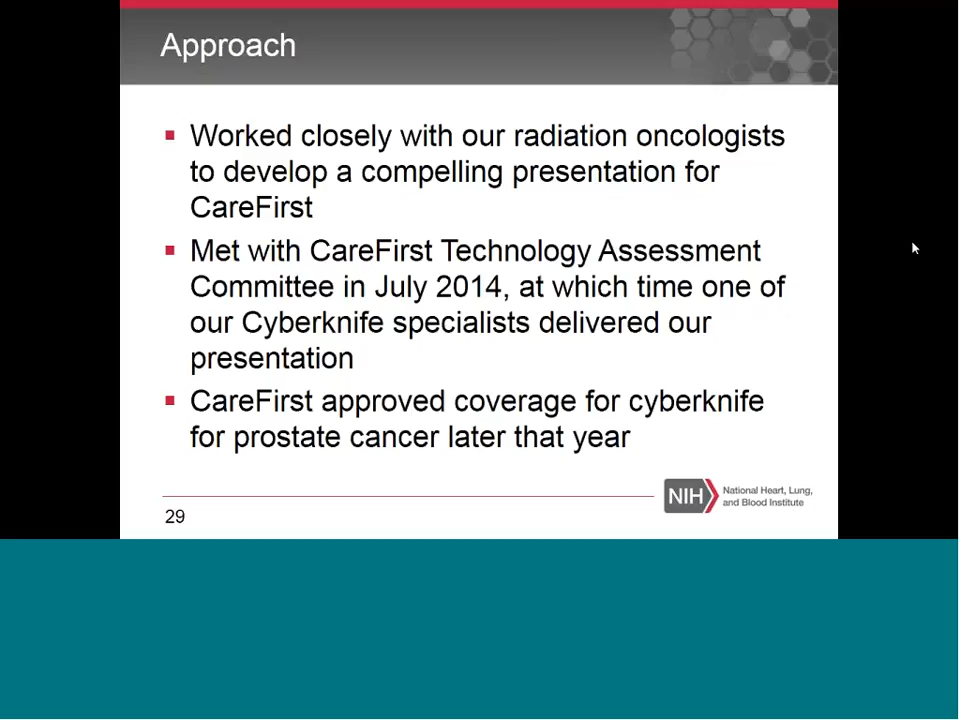 Approach
Worked closely with our radiation oncologists
to develop a compelling presentation for
CareFirst
Met with CareFirst Technology Assessment
Committee in July 2014, at which time one of
our Cyberknife specialists delivered our
presentation
CareFirst approved coverage for cyberknife
for prostate cancer later that year
NIH
National Heart, Lung,
and Blood Institute
29